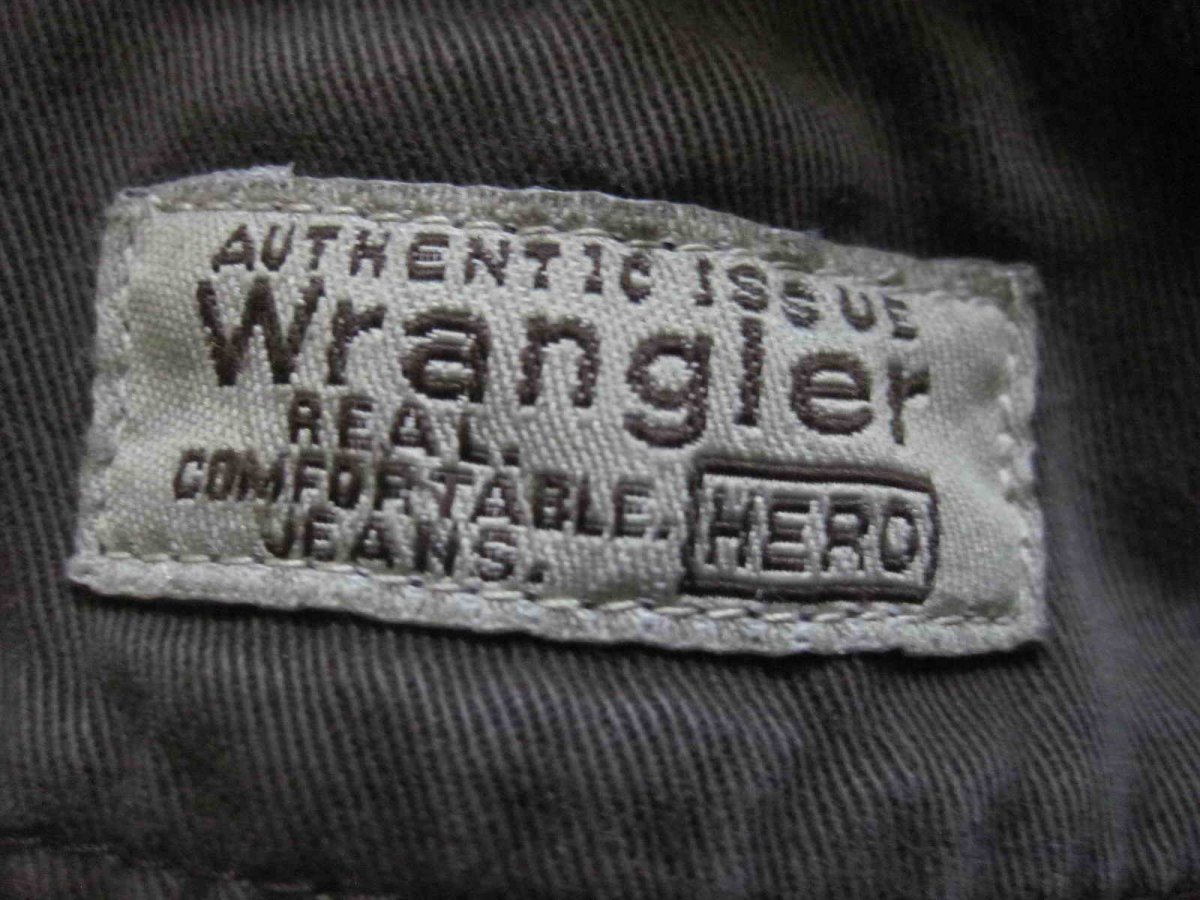 AUTHENTIC ISSUE
Wrangler
REAL.
COMFORTABLE.
JEANS.
HERO